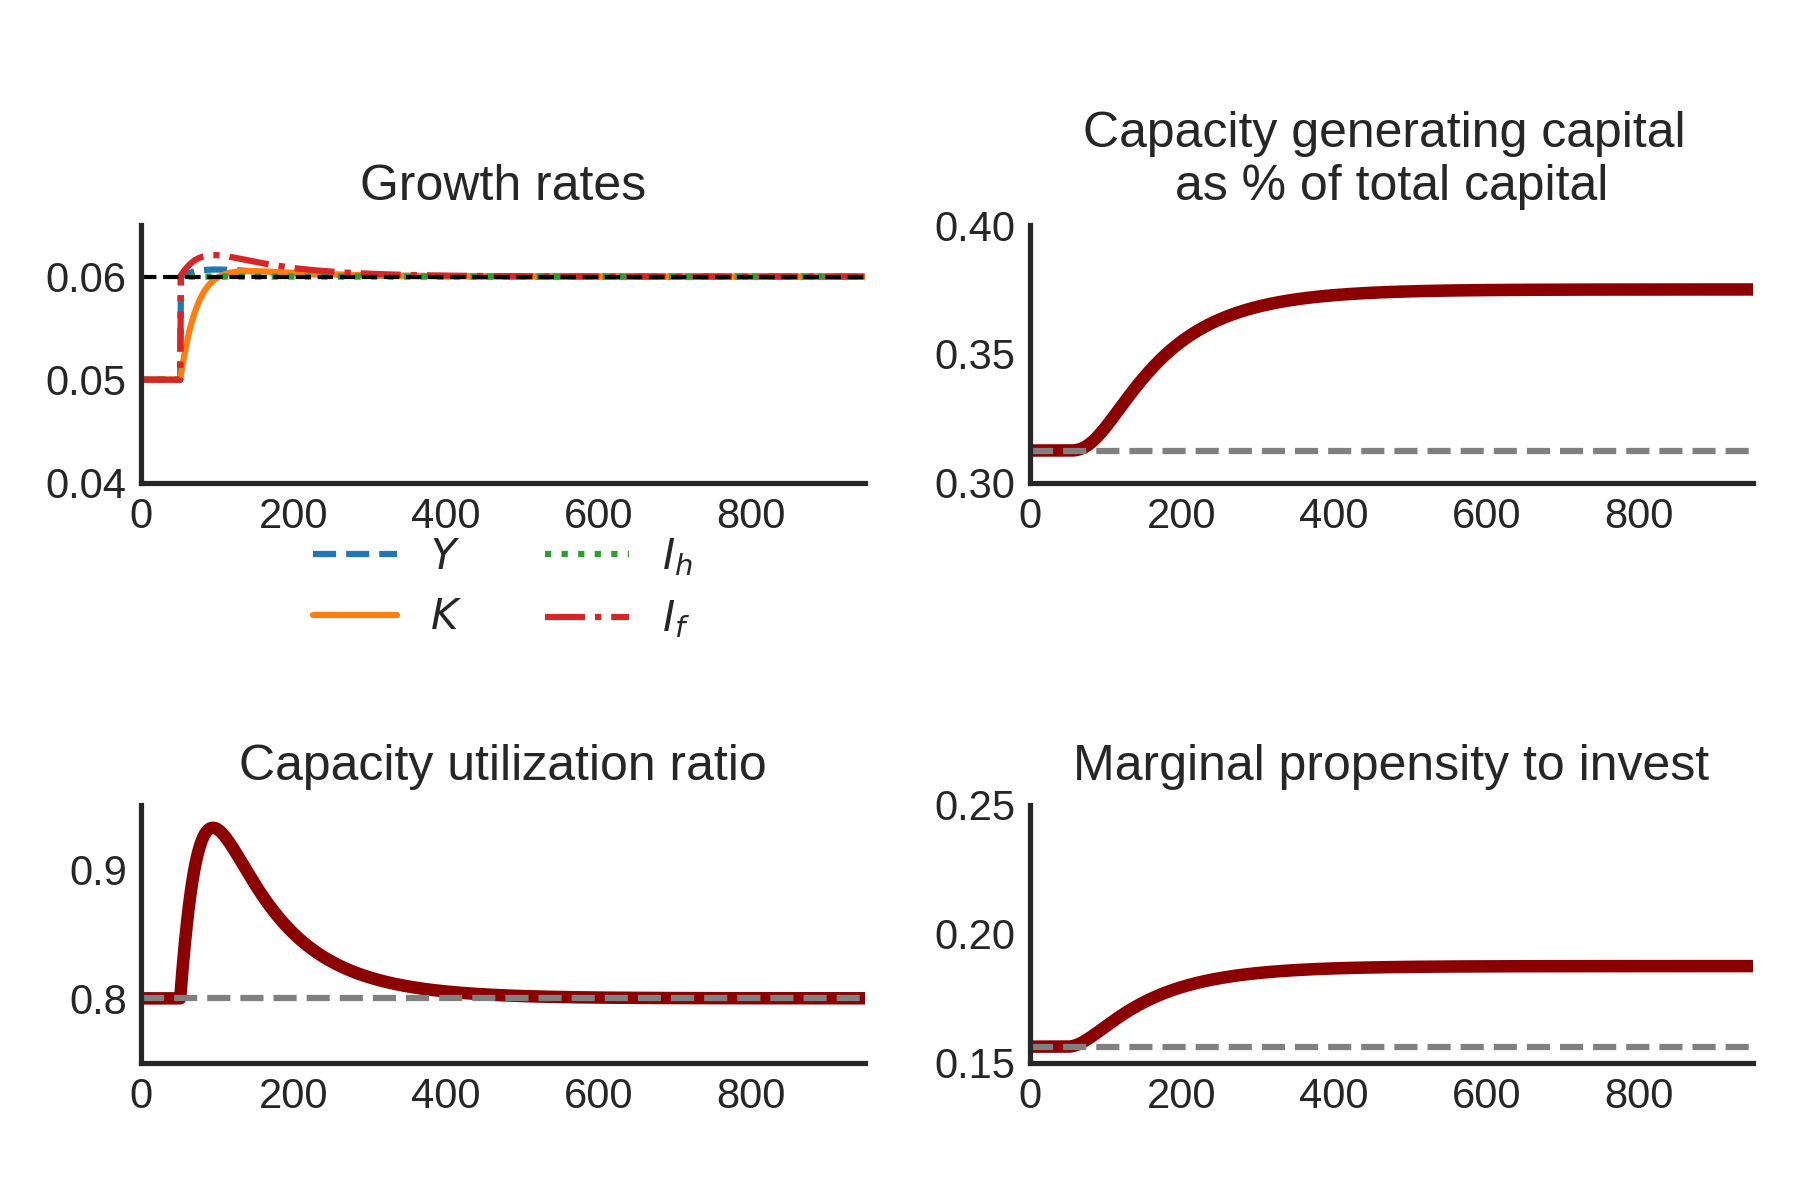 Growth rates
0.06
0.05
0.04
0 200 400 600 800
Y I_h
K I_f
Capacity generating capital
as % of total capital
0.40
0.35
0.30
0 200 400 600 800
Capacity utilization ratio
0.9
0.8
0 200 400 600 800
Marginal propensity to invest
0.25
0.20
0.15
0 200 400 600 800